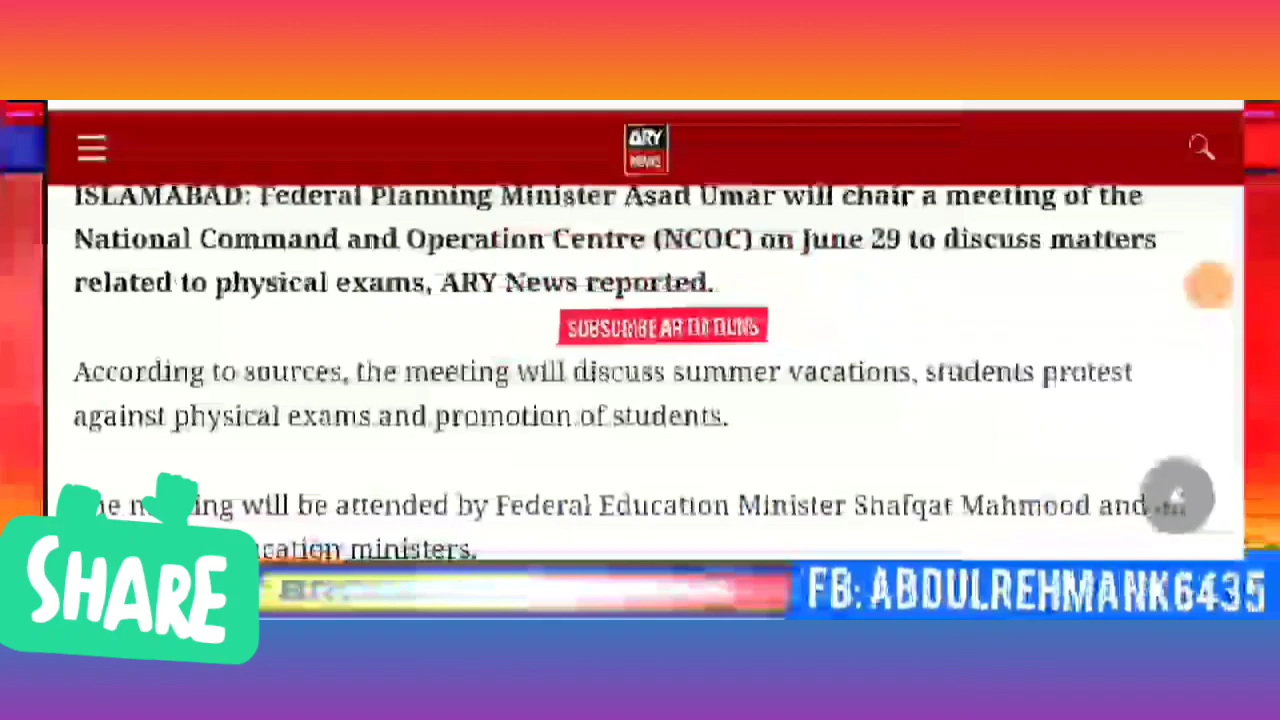 ARY
NEWS
ISLAMABAD: Federal Planning Minister Asad Umar will chair a meeting of the
National Command and Operation Centre (NCOC) on June 29 to discuss matters
related to physical exams, ARY News reported.
SUBSCRIBE
According to sources, the meeting will discuss summer vacations, students protest
against physical exams and promotion of students.
will be attended by Federal Education Minister Shafqat Mahmood and
ministers.
SHARE
FB: ABDULREHMANK6435